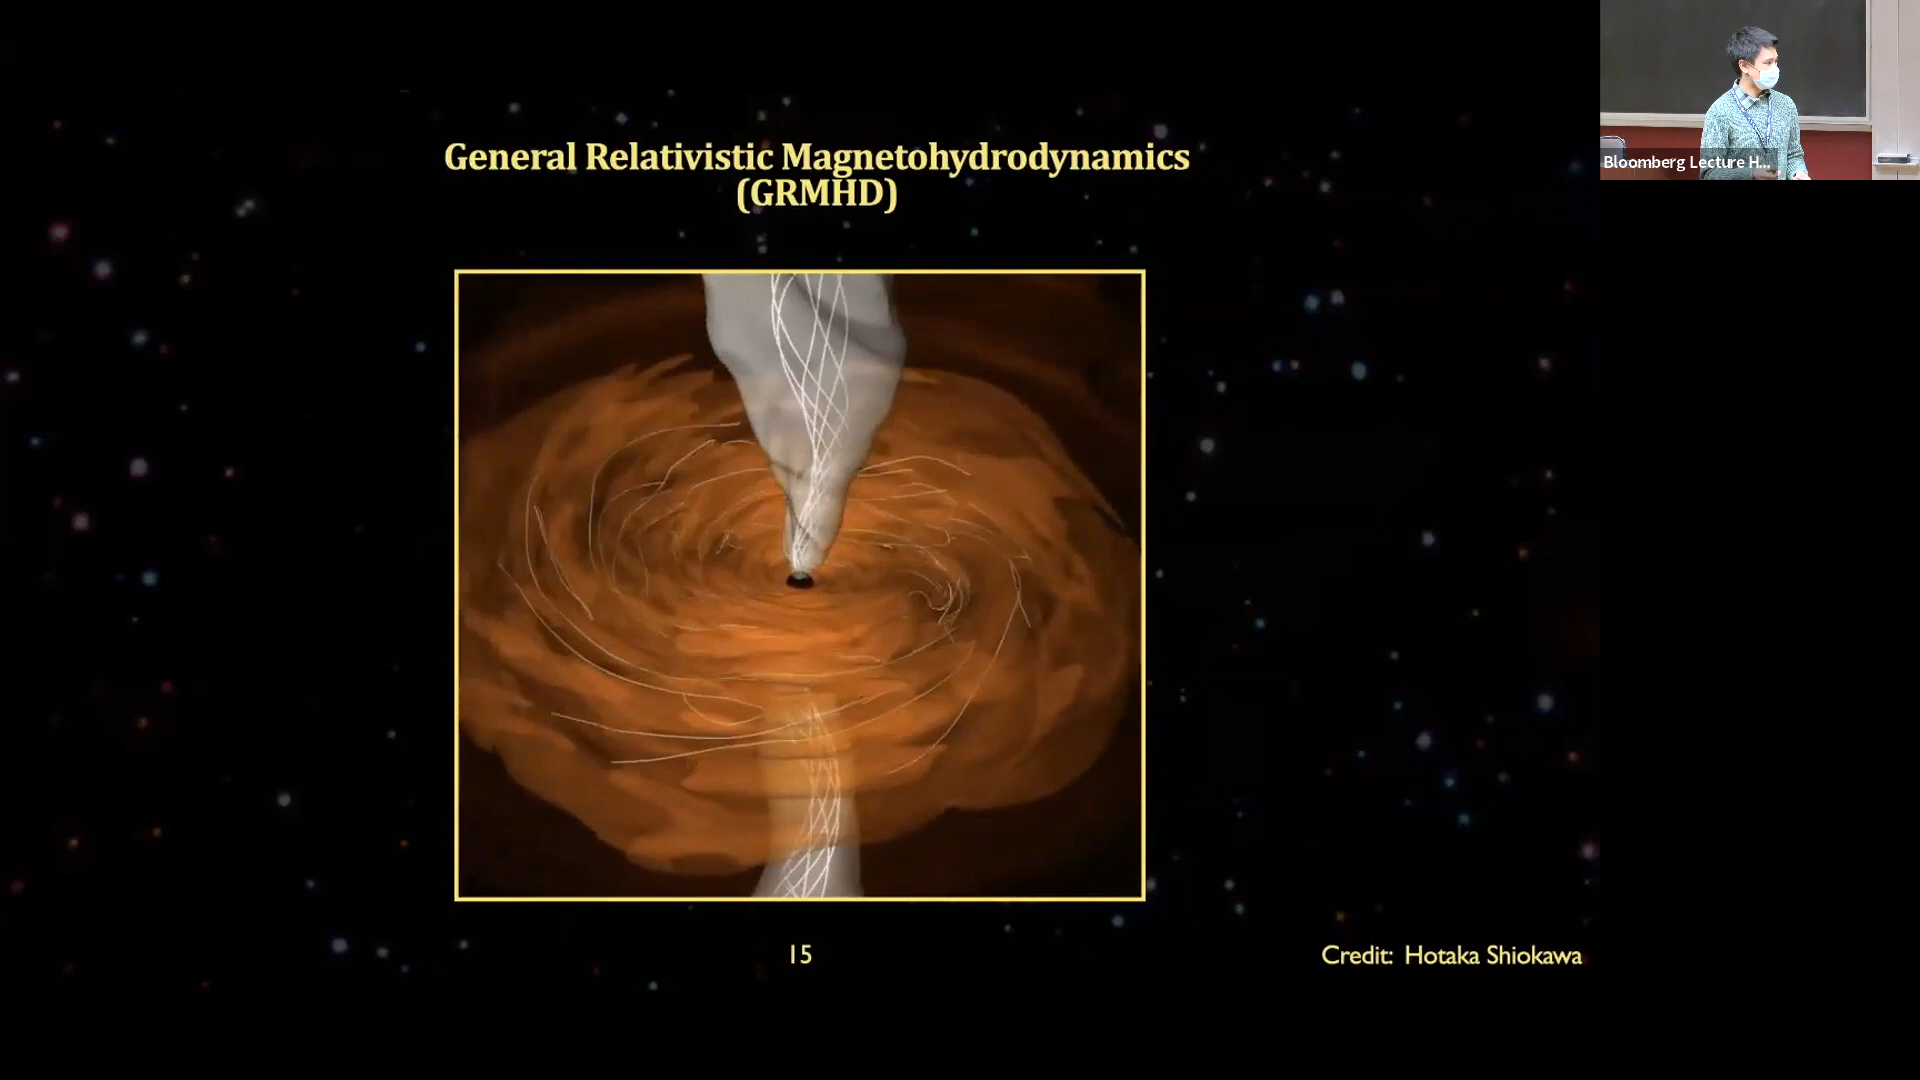 General Relativistic Magnetohydrodynamics
(GRMHD)
Bloomberg Lecture H...
15
Credit: Hotaka Shiokawa